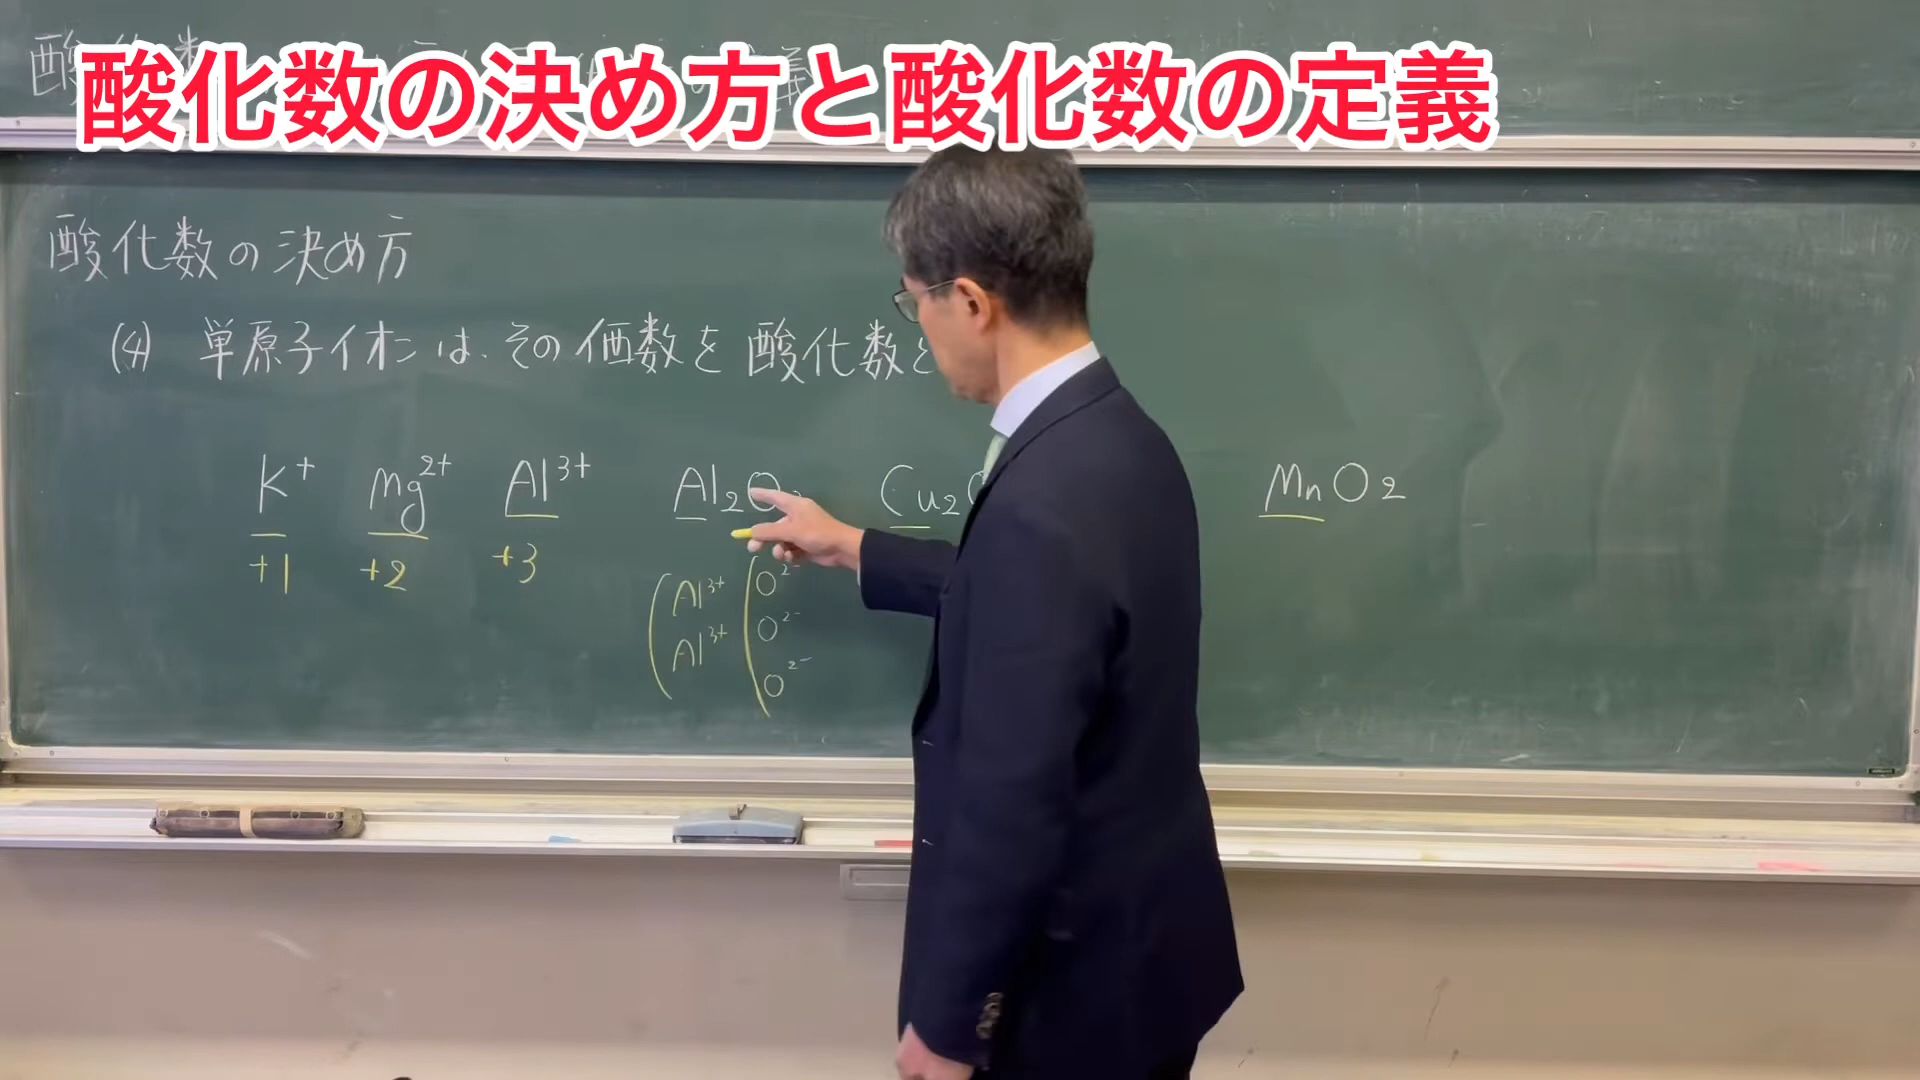 酸化数の決め方と酸化数の定義
酸化数の決め方
(4) 単原子イオンは、その価数を酸化数と
K⁺ Mg²⁺ Al³⁺ Al₂O₃ Cu₂O MnO₂
+1 +2 +3
Al³⁺ O²⁻
Al³⁺ O²⁻
O²⁻